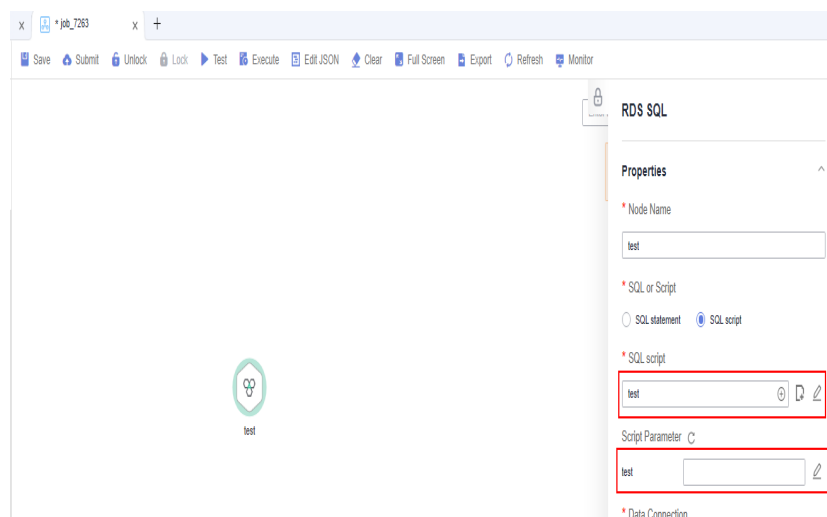 x * job_7263 x +
Save Submit Unlock Lock Test Execute Edit JSON Clear Full Screen Export Refresh Monitor
RDS SQL
Properties
* Node Name
test
* SQL or Script
SQL statement SQL script
* SQL script
test
test
Script Parameter
test
* Data Connection